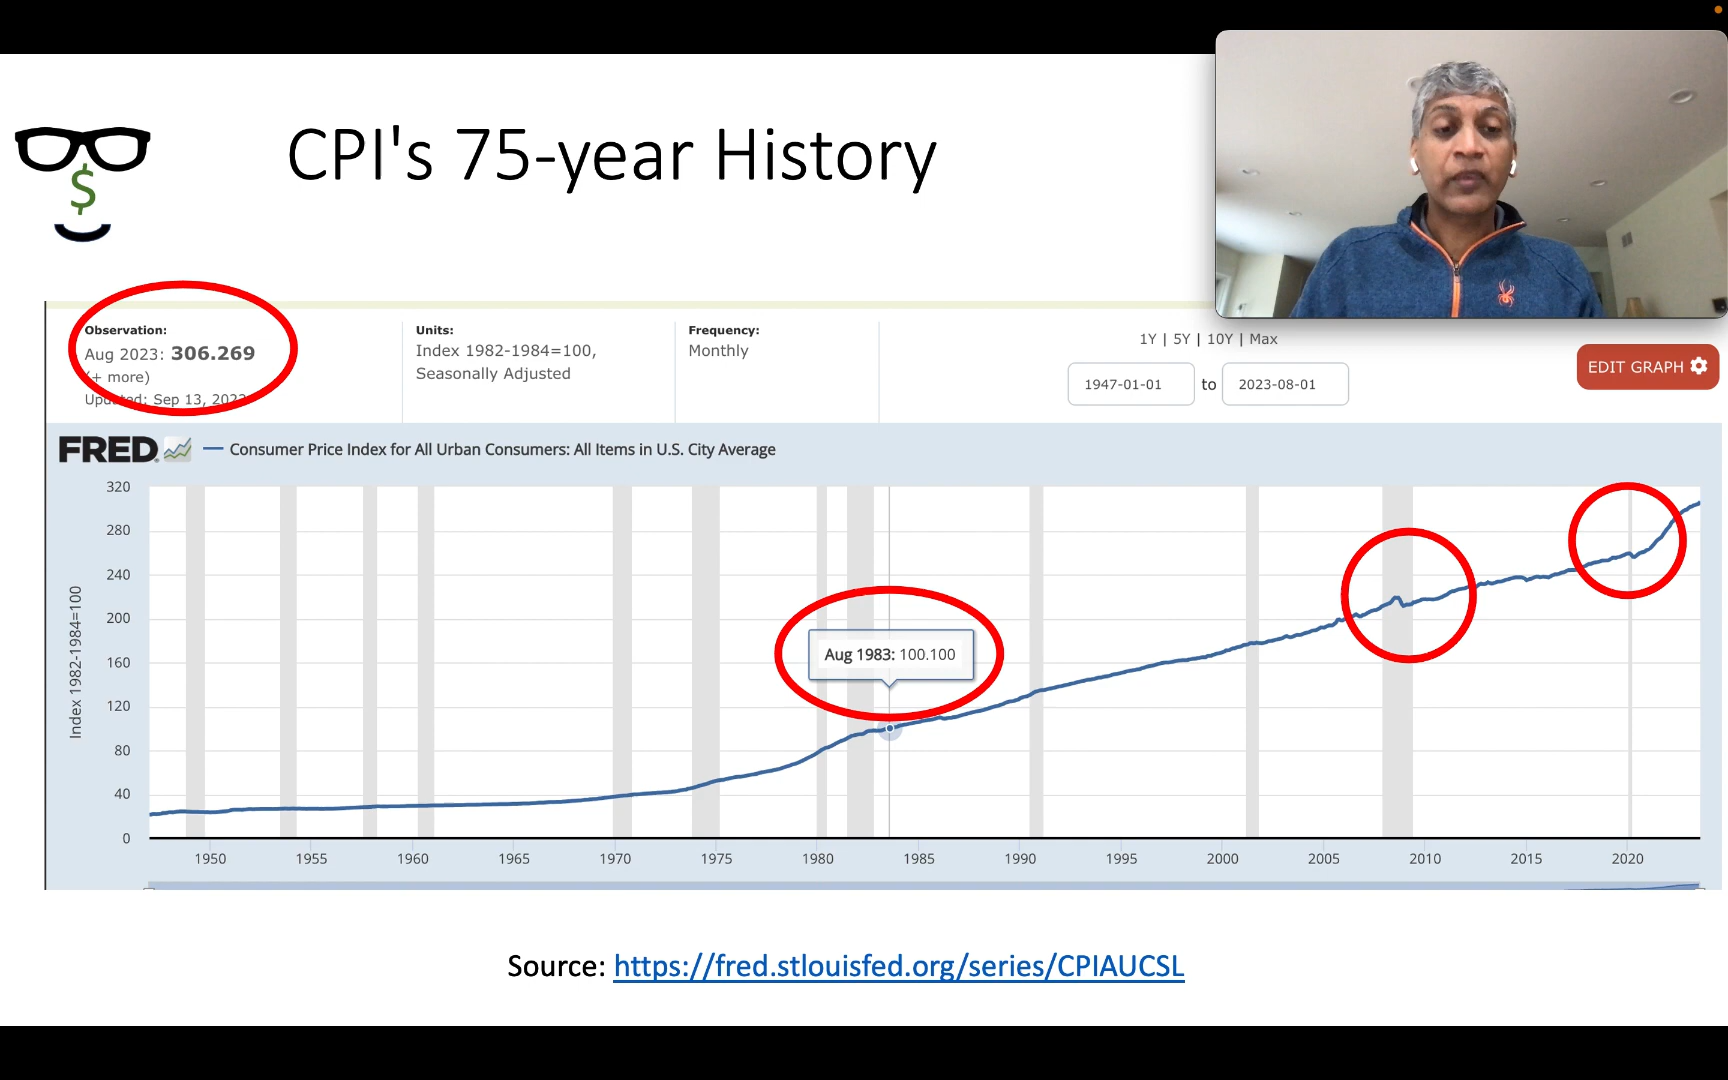 CPI's 75-year History
$
Observation:
Aug 2023: 306.269
(+ more)
Updated: Sep 13, 2023
Units:
Index 1982-1984=100,
Seasonally Adjusted
Frequency:
Monthly
1Y | 5Y | 10Y | Max
1947-01-01 to 2023-08-01
EDIT GRAPH
FRED
Consumer Price Index for All Urban Consumers: All Items in U.S. City Average
Index 1982-1984=100
320
280
240
200
160
120
80
40
0
Aug 1983: 100.100
1950 1955 1960 1965 1970 1975 1980 1985 1990 1995 2000 2005 2010 2015 2020
Source: https://fred.stlouisfed.org/series/CPIAUCSL